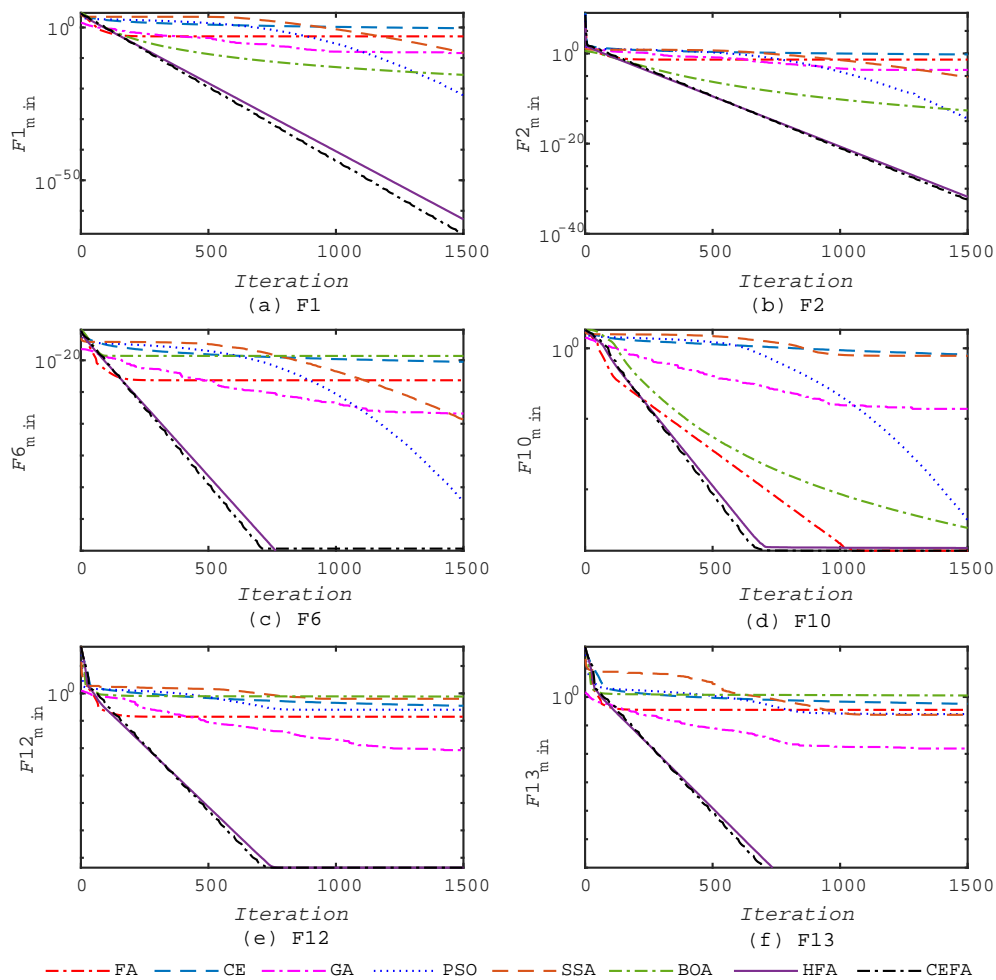 10^0
F1_min
10^-50
0 500 1000 1500
Iteration
(a) F1
10^0
F2_min
10^-20
10^-40
0 500 1000 1500
Iteration
(b) F2
10^-20
F6_min
0 500 1000 1500
Iteration
(c) F6
10^0
F10_min
0 500 1000 1500
Iteration
(d) F10
10^0
F12_min
0 500 1000 1500
Iteration
(e) F12
10^0
F13_min
0 500 1000 1500
Iteration
(f) F13
FA CE GA PSO SSA BOA HFA CEFA